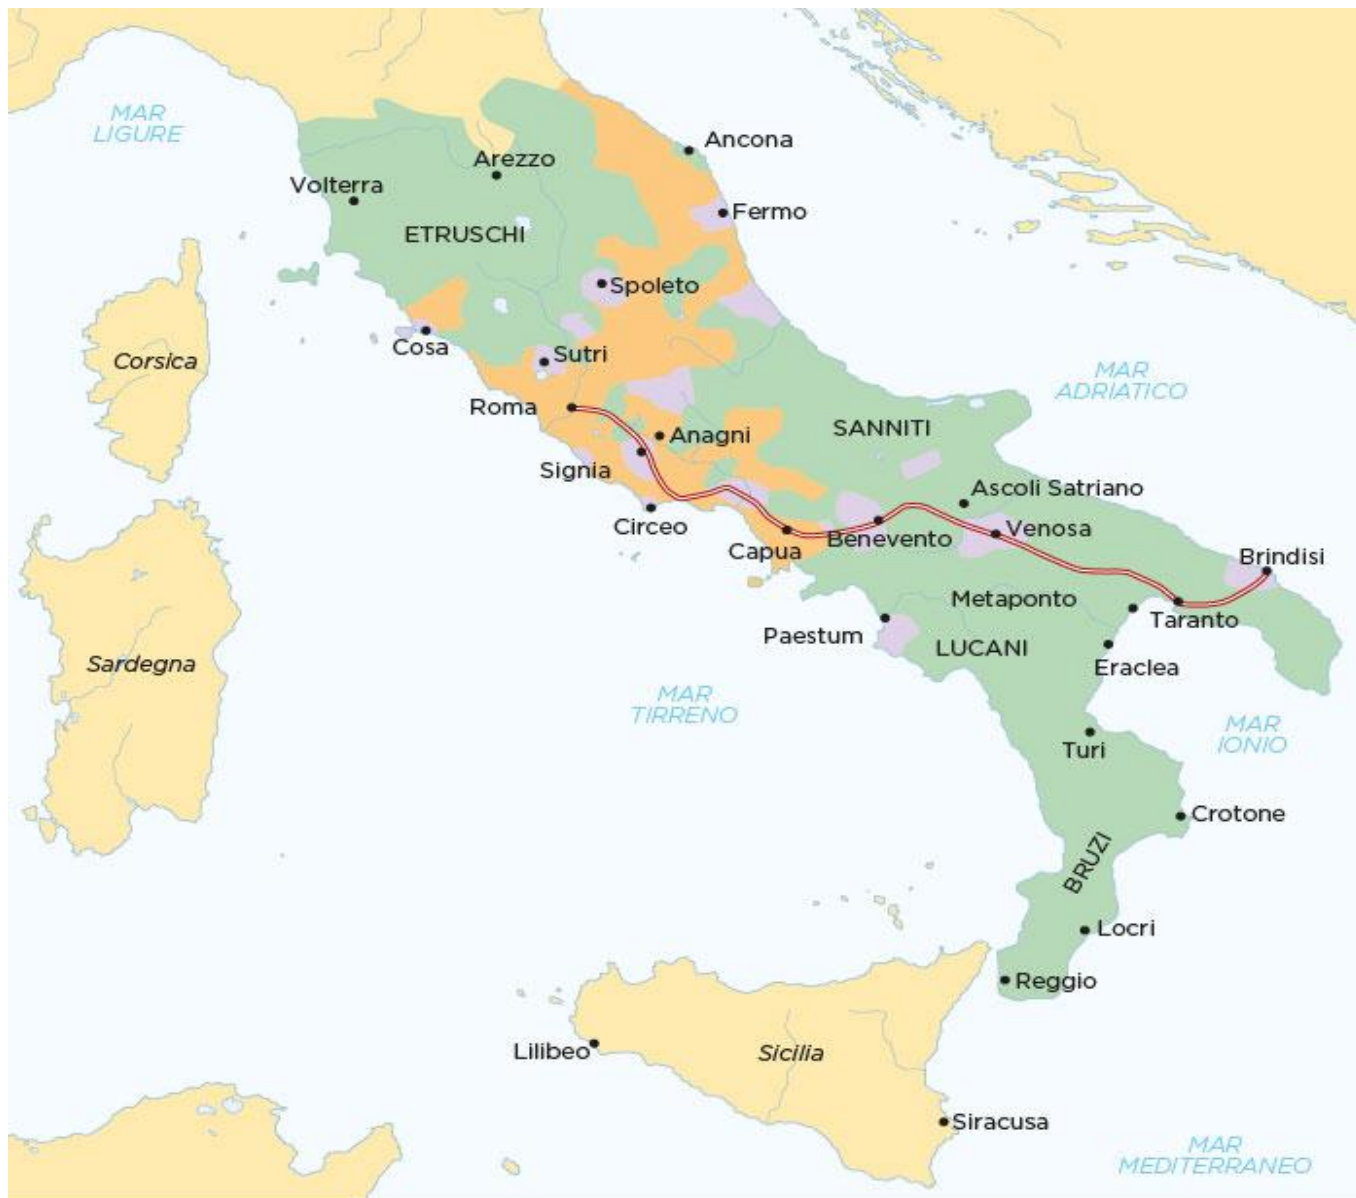 MAR
LIGURE
Ancona
Arezzo
Volterra
Fermo
ETRUSCHI
Spoleto
Cosa
Sutri
Corsica
MAR
ADRIATICO
Roma
SANNITI
Anagni
Signia
Ascoli Satriano
Circeo
Venosa
Capua
Benevento
Brindisi
Metaponto
Taranto
Paestum
LUCANI
Eraclea
Sardegna
MAR
TIRRENO
MAR
IONIO
Turi
Crotone
BRUZI
Locri
Reggio
Lilibeo
Sicilia
Siracusa
MAR
MEDITERRANEO